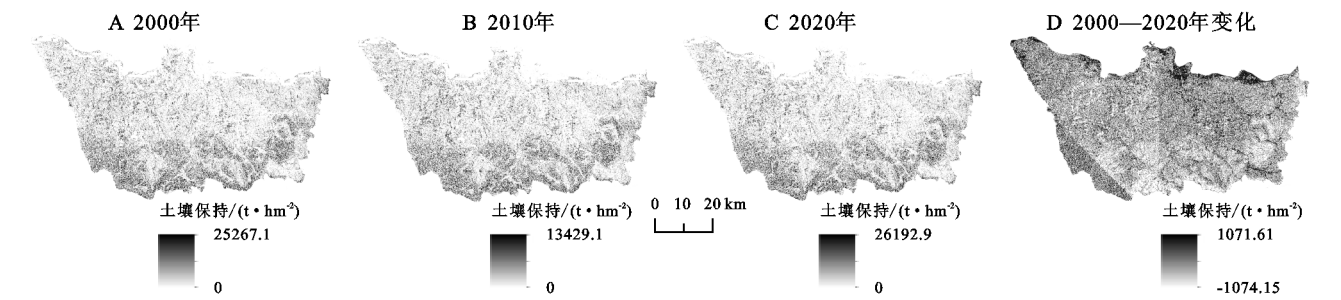 A 2000年
B 2010年
C 2020年
D 2000—2020年变化
土壤保持/(t·hm⁻²)
25267.1
0
土壤保持/(t·hm⁻²)
13429.1
0
0 10 20 km
土壤保持/(t·hm⁻²)
26192.9
0
土壤保持/(t·hm⁻²)
1071.61
-1074.15